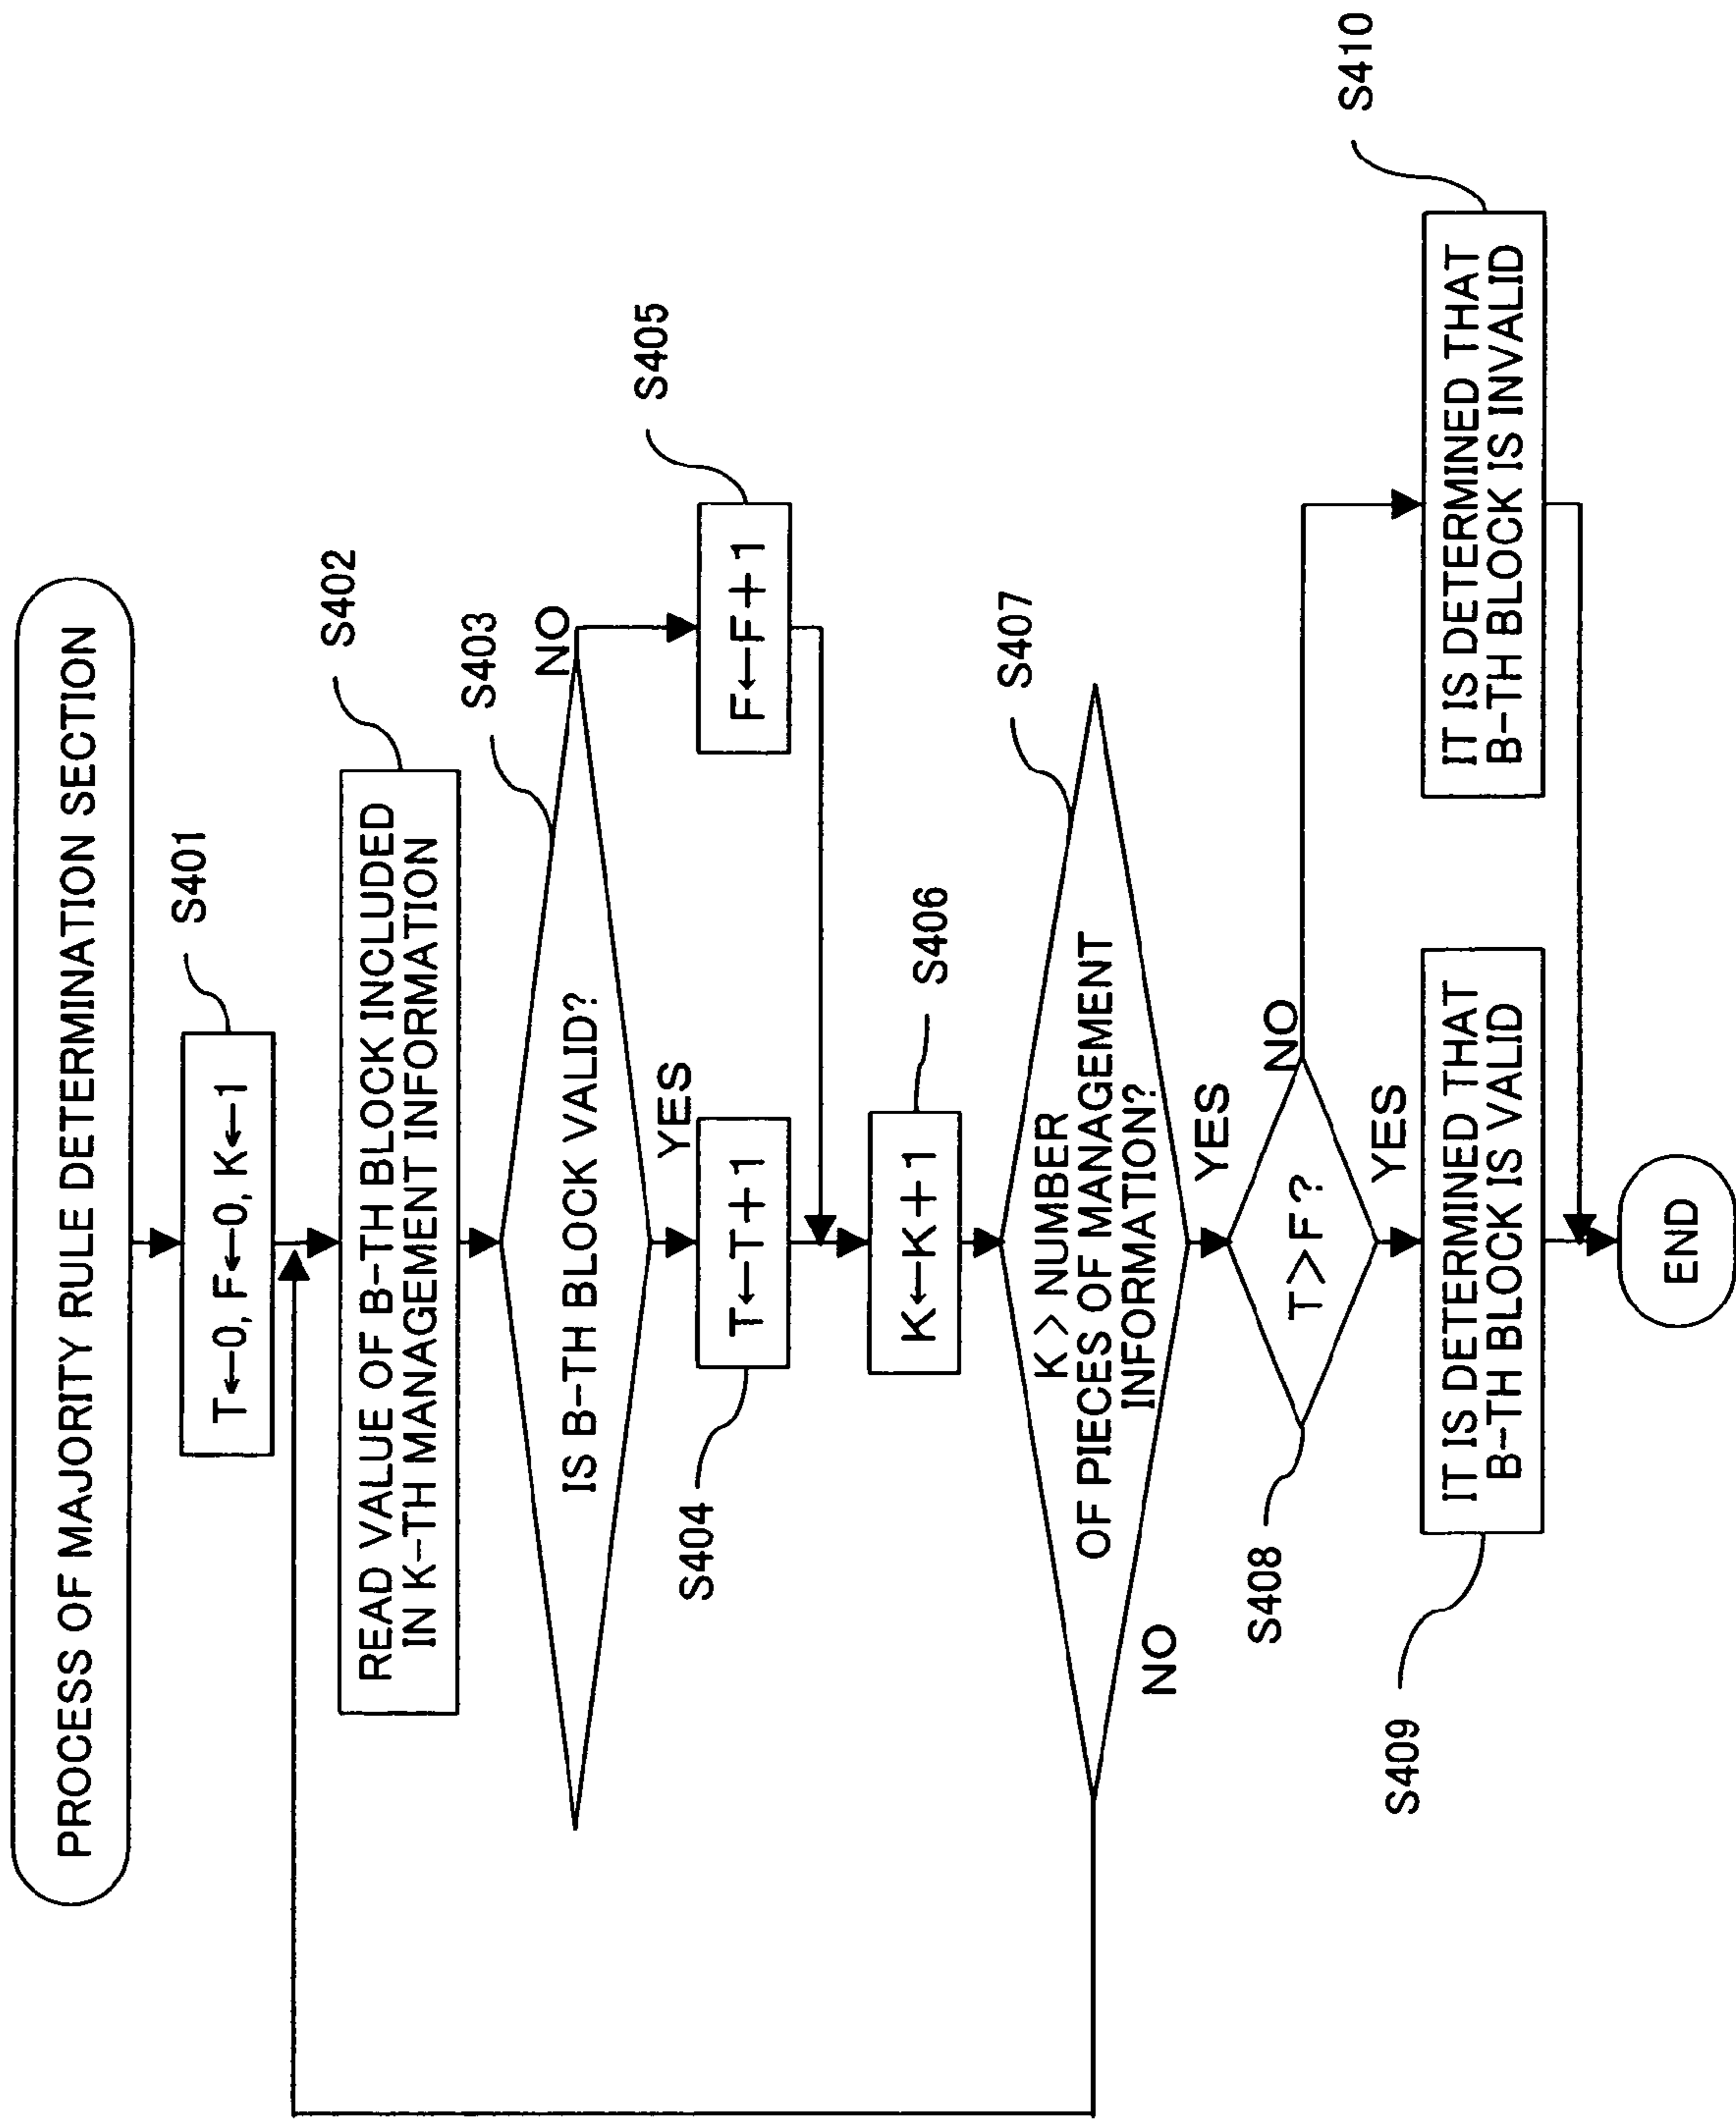 PROCESS OF MAJORITY RULE DETERMINATION SECTION
S401
T←0, F←0, K←1
S402
READ VALUE OF B-TH BLOCK INCLUDED
IN K-TH MANAGEMENT INFORMATION
S403
IS B-TH BLOCK VALID?
NO
YES
S404
T←T+1
S405
F←F+1
S406
K←K+1
S407
K>NUMBER
OF PIECES OF MANAGEMENT
INFORMATION?
NO
YES
S408
T>F?
NO
YES
S409
IT IS DETERMINED THAT
B-TH BLOCK IS VALID
S410
IT IS DETERMINED THAT
B-TH BLOCK IS INVALID
END